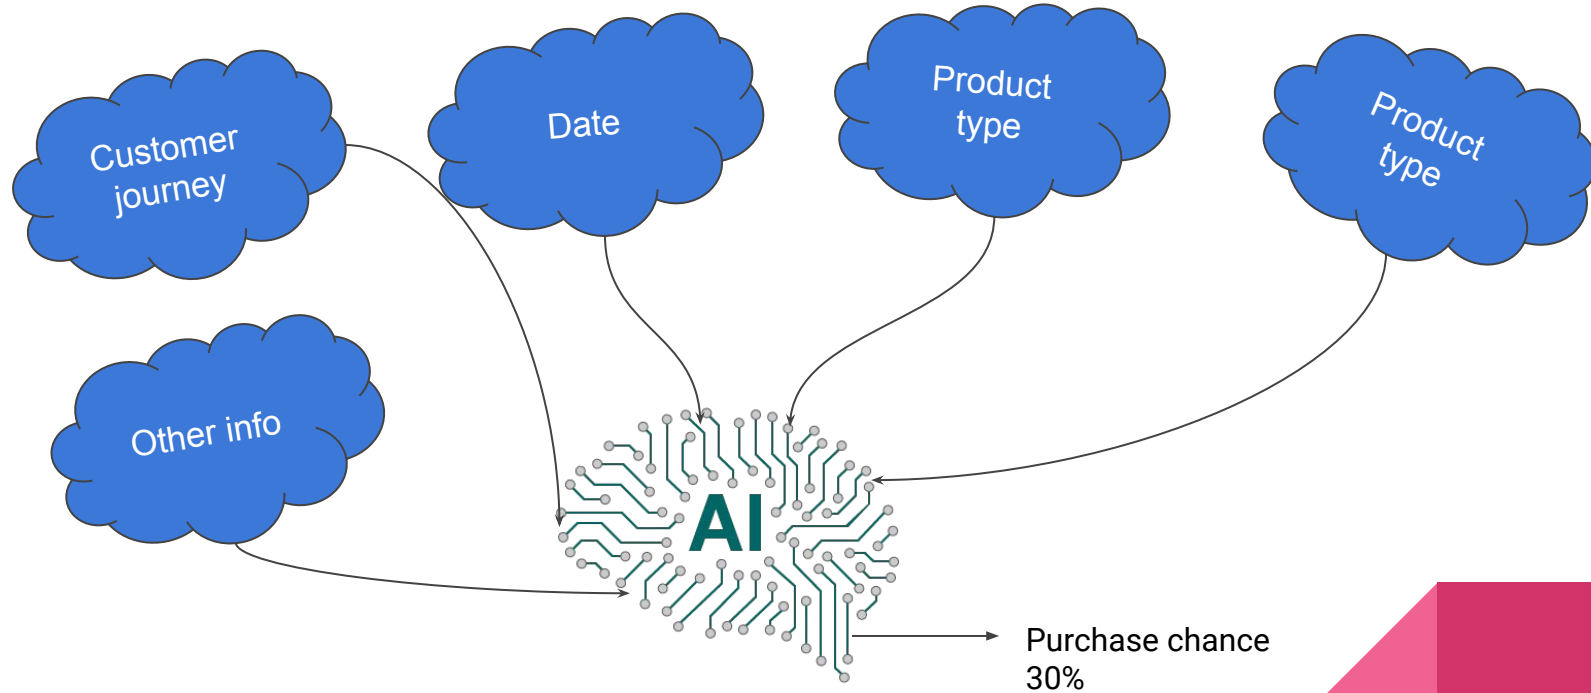 Customer
journey
Date
Product
type
Product
type
Other info
AI
Purchase chance
30%